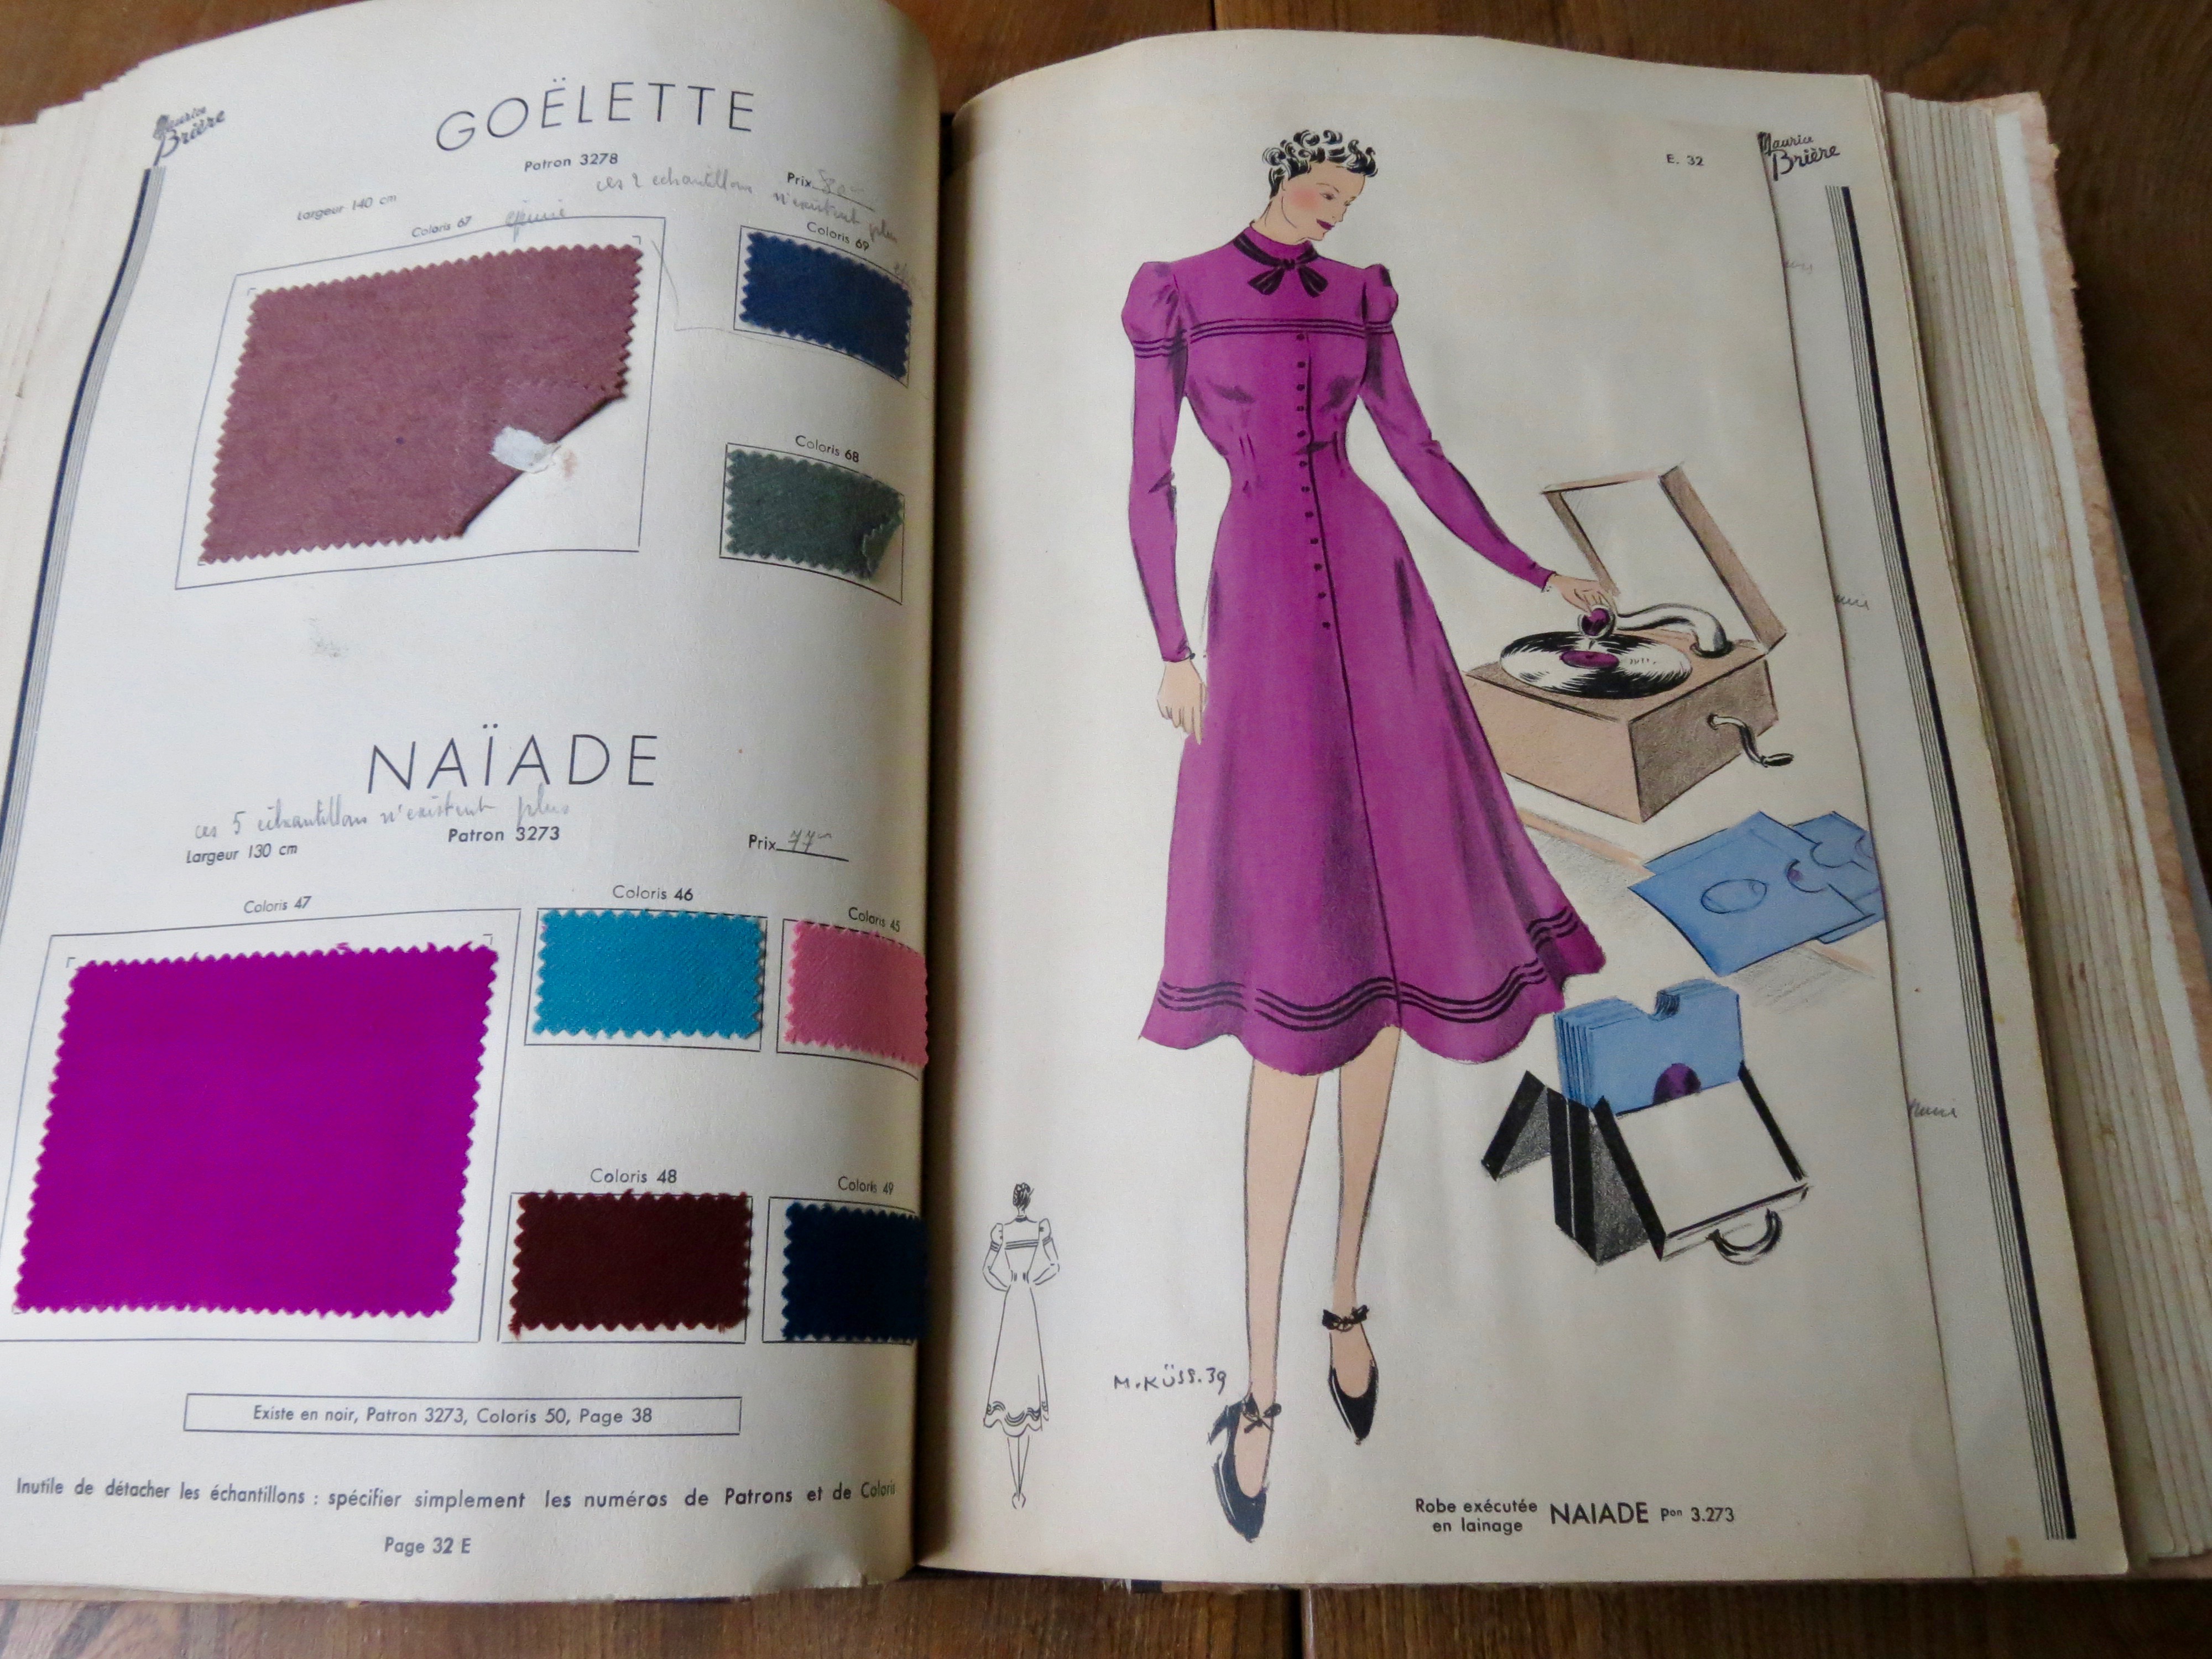 Maurice
Brière
GOËLETTE
Patron 3278
ces 2 echantillons
n'existent plus
Prix
Largeur 140 cm
Coloris 67
épuisé
Coloris 69
Coloris 68
NAÏADE
ces 5 échantillons n'existent plus
Patron 3273
Largeur 130 cm
Prix 77
Coloris 47
Coloris 46
Coloris 45
Coloris 48
Coloris 49
Existe en noir, Patron 3273, Coloris 50, Page 38
Inutile de détacher les échantillons : spécifier simplement les numéros de Patrons et de Coloris
Page 32 E
E. 32
Maurice
Brière
M.KÜSS.39
Robe exécutée
en lainage
NAIADE Pon 3.273